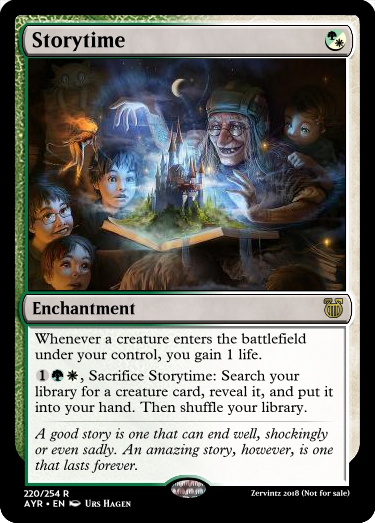 Storytime
Enchantment
Whenever a creature enters the battlefield
under your control, you gain 1 life.
1, Sacrifice Storytime: Search your
library for a creature card, reveal it, and put it
into your hand. Then shuffle your library.
A good story is one that can end well, shockingly
or even sadly. An amazing story, however, is one
that lasts forever.
220/254 R
AYR • EN Urs Hagen
Zervintz 2018 (Not for sale)